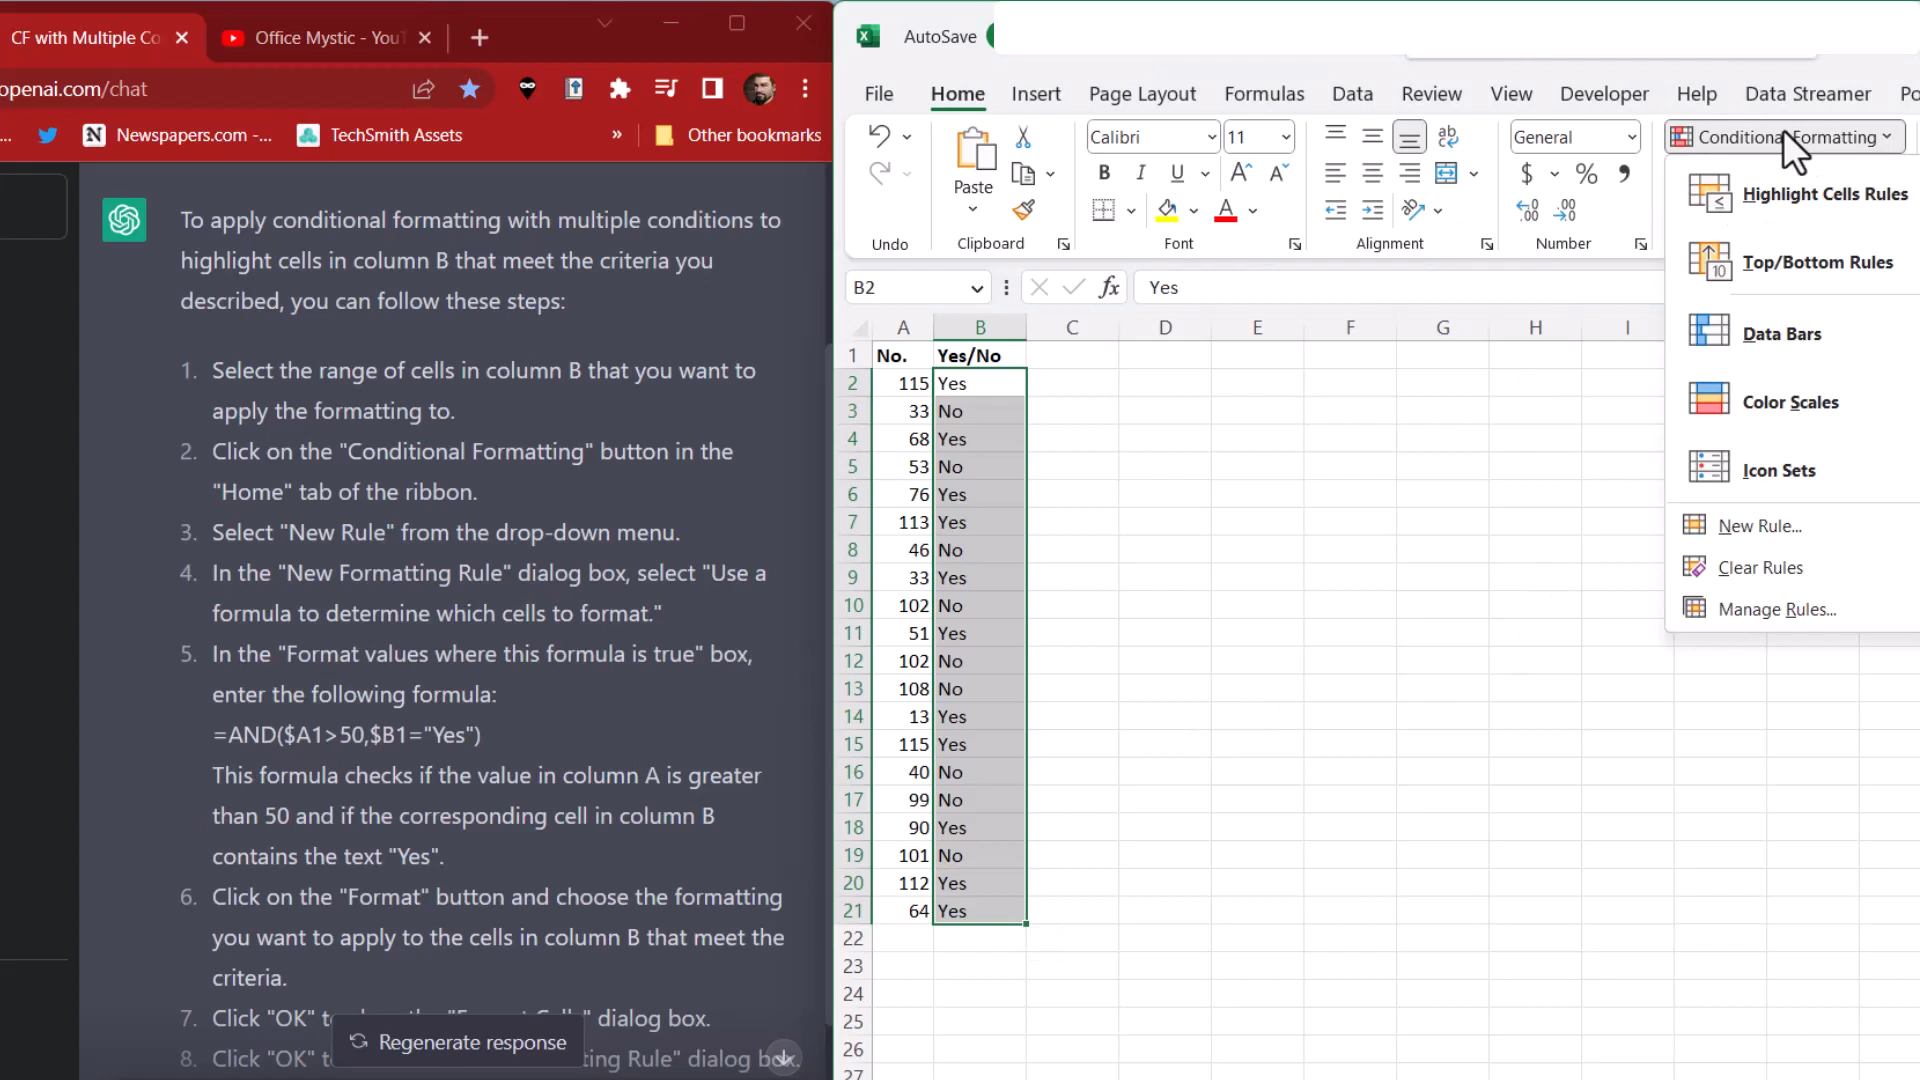 CF with Multiple Co
Office Mystic - YouT
openai.com/chat
...
Newspapers.com -...
TechSmith Assets
»
Other bookmarks
To apply conditional formatting with multiple conditions to
highlight cells in column B that meet the criteria you
described, you can follow these steps:
1. Select the range of cells in column B that you want to
apply the formatting to.
2. Click on the "Conditional Formatting" button in the
"Home" tab of the ribbon.
3. Select "New Rule" from the drop-down menu.
4. In the "New Formatting Rule" dialog box, select "Use a
formula to determine which cells to format."
5. In the "Format values where this formula is true" box,
enter the following formula:
=AND($A1>50,$B1="Yes")
This formula checks if the value in column A is greater
than 50 and if the corresponding cell in column B
contains the text "Yes".
6. Click on the "Format" button and choose the formatting
you want to apply to the cells in column B that meet the
criteria.
7. Click "OK" dialog box.
8. Click "OK" Rule" dialog box.
Regenerate response
AutoSave
File Home Insert Page Layout Formulas Data Review View Developer Help Data Streamer Po
Undo
Paste
Clipboard
Calibri 11
B I U
Font
Alignment
General
$ % ,
Number
Conditional Formatting
Highlight Cells Rules
Top/Bottom Rules
Data Bars
Color Scales
Icon Sets
New Rule...
Clear Rules
Manage Rules...
B2 fx Yes
A B C D E F G H I
1 No. Yes/No
2 115 Yes
3 33 No
4 68 Yes
5 53 No
6 76 Yes
7 113 Yes
8 46 No
9 33 Yes
10 102 No
11 51 Yes
12 102 No
13 108 No
14 13 Yes
15 115 Yes
16 40 No
17 99 No
18 90 Yes
19 101 No
20 112 Yes
21 64 Yes
22
23
24
25
26
27